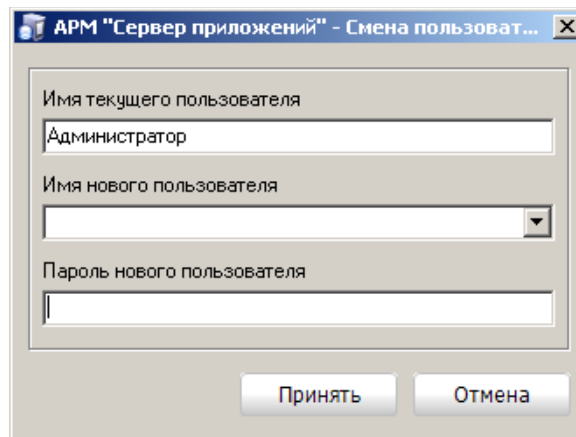 АРМ "Сервер приложений" - Смена пользоват...
Имя текущего пользователя
Администратор
Имя нового пользователя
Пароль нового пользователя
Принять Отмена